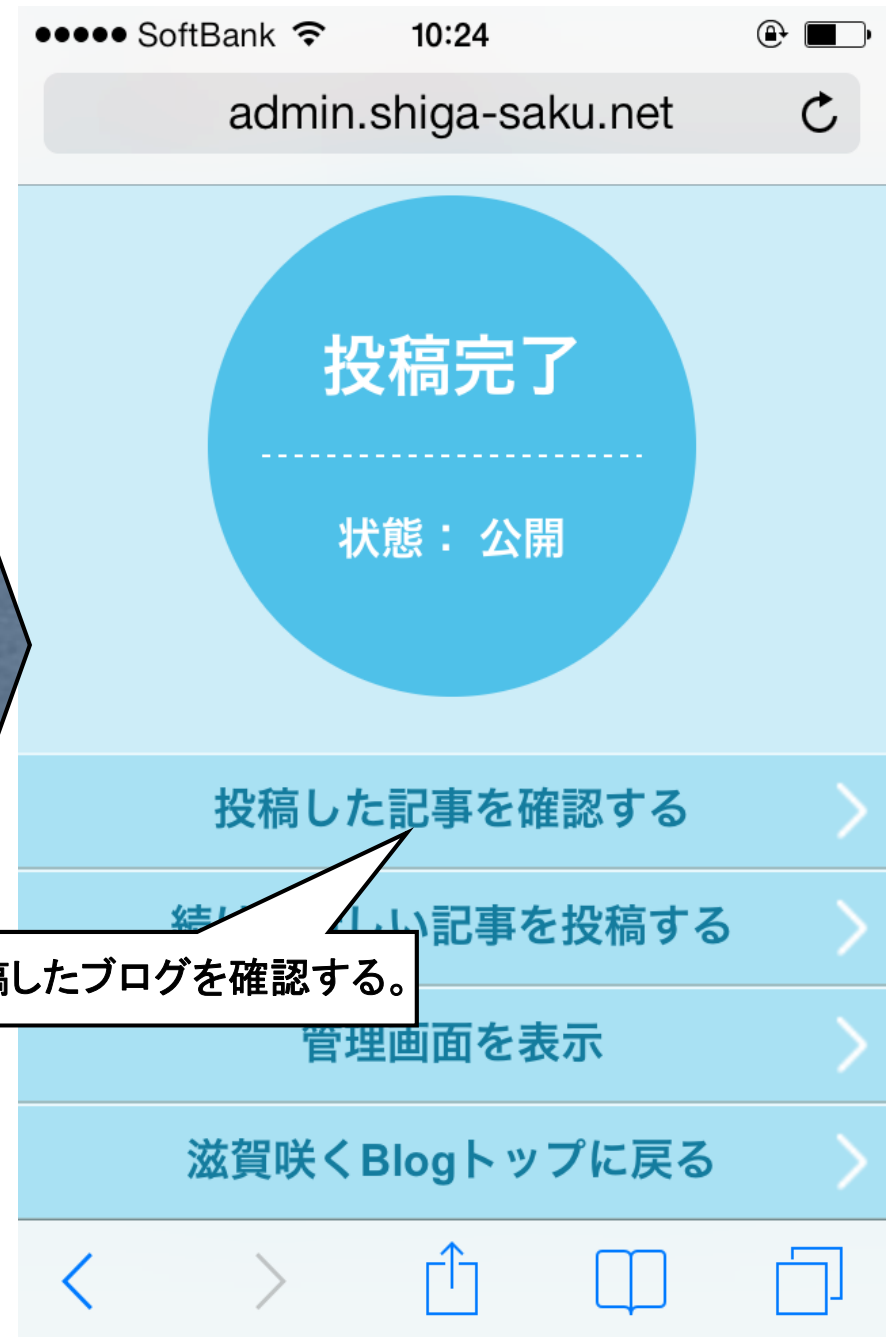 SoftBank 10:24
admin.shiga-saku.net
投稿完了
状態： 公開
投稿した記事を確認する
しい記事を投稿する
したブログを確認する。
管理画面を表示
滋賀咲くBlogトップに戻る